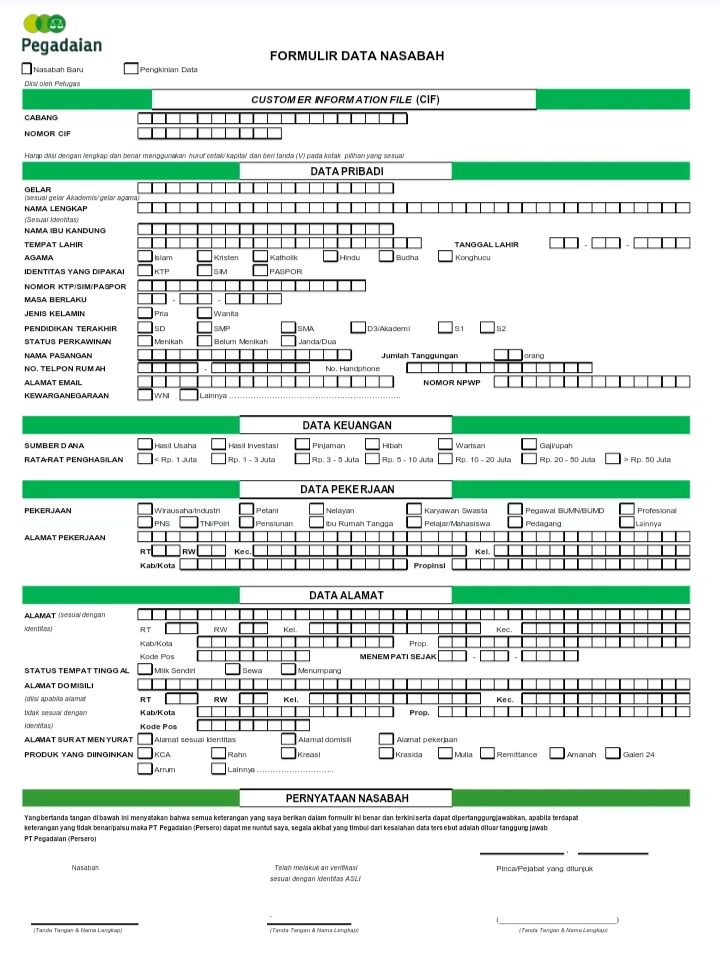 Pegadaian
FORMULIR DATA NASABAH
Nasabah Baru Pengkinian Data
Diisi oleh Petugas
CUSTOMER INFORMATION FILE (CIF)
CABANG
NOMOR CIF
Harap diisi dengan lengkap dan benar menggunakan huruf cetak/kapital dan beri tanda (V) pada kotak pilihan yang sesuai
DATA PRIBADI
GELAR
(sesuai gelar Akademis/gelar agama)
NAMA LENGKAP
(Sesuai Identitas)
NAMA IBU KANDUNG
TEMPAT LAHIR TANGGAL LAHIR - -
AGAMA Islam Kristen Katholik Hindu Budha Konghucu
IDENTITAS YANG DIPAKAI KTP SIM PASPOR
NOMOR KTP/SIM/PASPOR
MASA BERLAKU - -
JENIS KELAMIN Pria Wanita
PENDIDIKAN TERAKHIR SD SMP SMA D3/Akademi S1 S2
STATUS PERKAWINAN Menikah Belum Menikah Janda/Dua
NAMA PASANGAN Jumlah Tanggungan orang
NO. TELPON RUMAH - No. Handphone
ALAMAT EMAIL NOMOR NPWP
KEWARGANEGARAAN WNI Lainnya ……………………………………………………
DATA KEUANGAN
SUMBER DANA Hasil Usaha Hasil Investasi Pinjaman Hibah Warisan Gaji/upah
RATA-RAT PENGHASILAN < Rp. 1 Juta Rp. 1 - 3 Juta Rp. 3 - 5 Juta Rp. 5 - 10 Juta Rp. 10 - 20 Juta Rp. 20 - 50 Juta > Rp. 50 Juta
DATA PEKERJAAN
PEKERJAAN Wirausaha/Industri Petani Nelayan Karyawan Swasta Pegawai BUMN/BUMD Profesional
PNS TNI/Polri Pensiunan Ibu Rumah Tangga Pelajar/Mahasiswa Pedagang Lainnya
ALAMAT PEKERJAAN
RT RW Kec. Kel.
Kab/Kota Propinsi
DATA ALAMAT
ALAMAT (sesuai dengan
Identitas) RT RW Kel. Kec.
Kab/Kota Prop.
Kode Pos MENEMPATI SEJAK - -
STATUS TEMPAT TINGGAL Milik Sendiri Sewa Menumpang
ALAMAT DOMISILI
(diisi apabila alamat RT RW Kel. Kec.
tidak sesuai dengan Kab/Kota Prop.
Identitas) Kode Pos
ALAMAT SURAT MENYURAT Alamat sesuai Identitas Alamat domisili Alamat pekerjaan
PRODUK YANG DIINGINKAN KCA Rahn Kreasi Krasida Mulia Remittance Amanah Galeri 24
Arrum Lainnya ………………………..
PERNYATAAN NASABAH
Yang bertanda tangan dibawah ini menyatakan bahwa semua keterangan yang saya berikan dalam formulir ini benar dan terkini serta dapat dipertanggungjawabkan, apabila terdapat
keterangan yang tidak benar/palsu maka PT Pegadaian (Persero) dapat menuntut saya, segala akibat yang timbul dari kesalahan data tersebut adalah diluar tanggung jawab
PT Pegadaian (Persero)
,
Nasabah Telah melakukan verifikasi Pinca/Pejabat yang ditunjuk
sesuai dengan identitas ASLI
(____________________________)
(Tanda Tangan & Nama Lengkap) (Tanda Tangan & Nama Lengkap) (Tanda Tangan & Nama Lengkap)